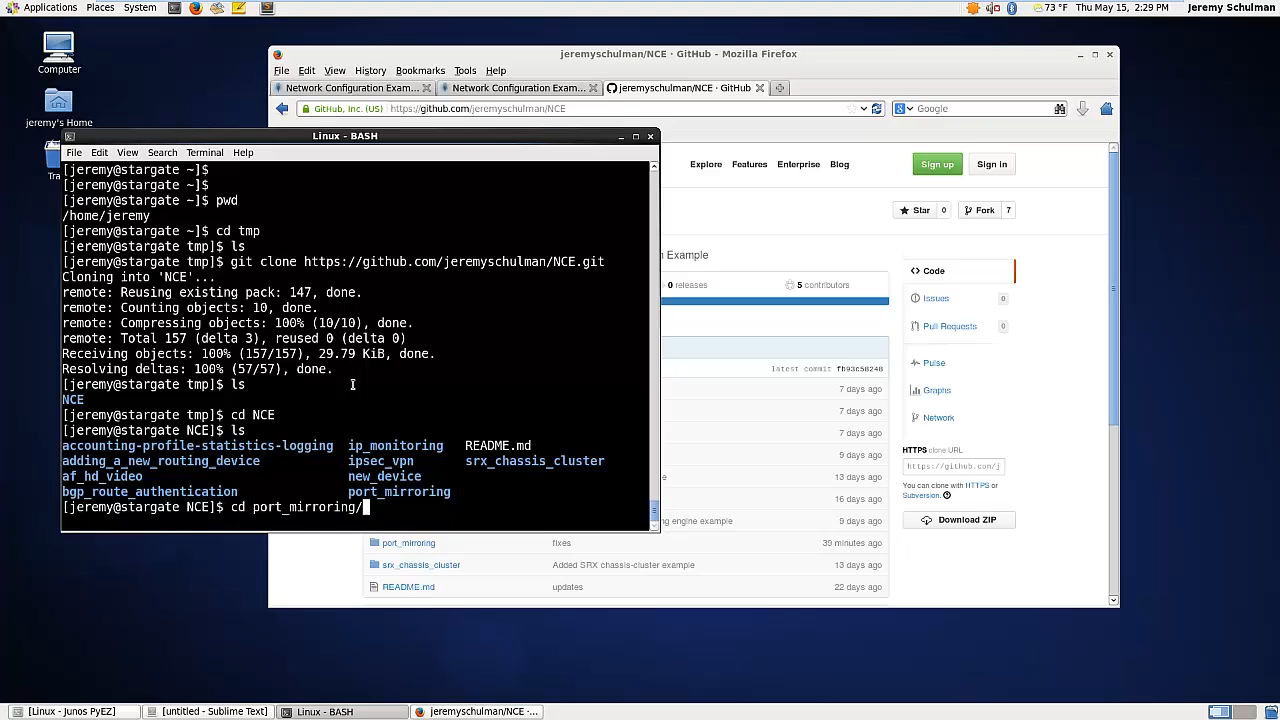 Applications Places System
73 °F Thu May 15, 2:29 PM Jeremy Schulman
Computer
jeremy's Home
jeremyschulman/NCE · GitHub - Mozilla Firefox
File Edit View History Bookmarks Tools Help
Network Configuration Exam... Network Configuration Exam... jeremyschulman/NCE · GitHub
GitHub, Inc. (US) https://github.com/jeremyschulman/NCE Google
Explore Features Enterprise Blog Sign up Sign in
Star 0 Fork 7
Example
0 releases 5 contributors
latest commit fb93c58248
7 days ago
7 days ago
7 days ago
9 days ago
7 days ago
16 days ago
ing engine example 9 days ago
port_mirroring fixes 39 minutes ago
srx_chassis_cluster Added SRX chassis-cluster example 13 days ago
README.md updates 22 days ago
Code
Issues 0
Pull Requests 0
Pulse
Graphs
Network
HTTPS clone URL
https://github.com/j
You can clone with HTTPS or
Subversion.
Download ZIP
Linux - BASH
File Edit View Search Terminal Help
[jeremy@stargate ~]$
[jeremy@stargate ~]$
[jeremy@stargate ~]$ pwd
/home/jeremy
[jeremy@stargate ~]$ cd tmp
[jeremy@stargate tmp]$ ls
[jeremy@stargate tmp]$ git clone https://github.com/jeremyschulman/NCE.git
Cloning into 'NCE'...
remote: Reusing existing pack: 147, done.
remote: Counting objects: 10, done.
remote: Compressing objects: 100% (10/10), done.
remote: Total 157 (delta 3), reused 0 (delta 0)
Receiving objects: 100% (157/157), 29.79 KiB, done.
Resolving deltas: 100% (57/57), done.
[jeremy@stargate tmp]$ ls
NCE
[jeremy@stargate tmp]$ cd NCE
[jeremy@stargate NCE]$ ls
accounting-profile-statistics-logging ip_monitoring README.md
adding_a_new_routing_device ipsec_vpn srx_chassis_cluster
af_hd_video new_device
bgp_route_authentication port_mirroring
[jeremy@stargate NCE]$ cd port_mirroring/
[Linux - Junos PyEZ] [untitled - Sublime Text] Linux - BASH jeremyschulman/NCE -...